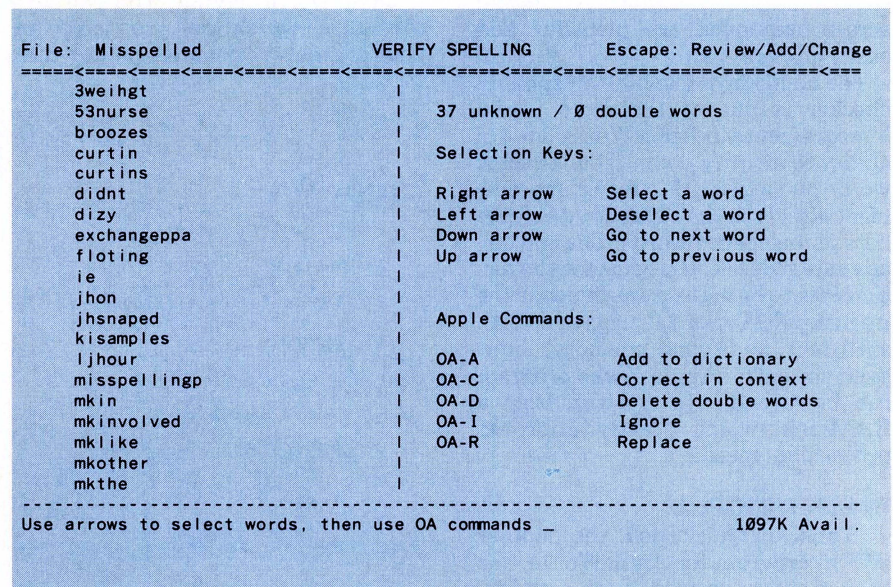 File: Misspelled VERIFY SPELLING Escape: Review/Add/Change
=====<====<====<====<====<====<====<====<====<====<====<====<====<====<====<===
3weihgt |
53nurse | 37 unknown / Ø double words
broozes |
curtin | Selection Keys:
curtins |
didnt | Right arrow Select a word
dizy | Left arrow Deselect a word
exchangeppa | Down arrow Go to next word
floting | Up arrow Go to previous word
ie |
jhon |
jhsnaped | Apple Commands:
kisamples |
ljhour | OA-A Add to dictionary
misspellingp | OA-C Correct in context
mkin | OA-D Delete double words
mkinvolved | OA-I Ignore
mklike | OA-R Replace
mkother |
mkthe |
-------------------------------------------------------------------------------
Use arrows to select words, then use OA commands _ 1Ø97K Avail.